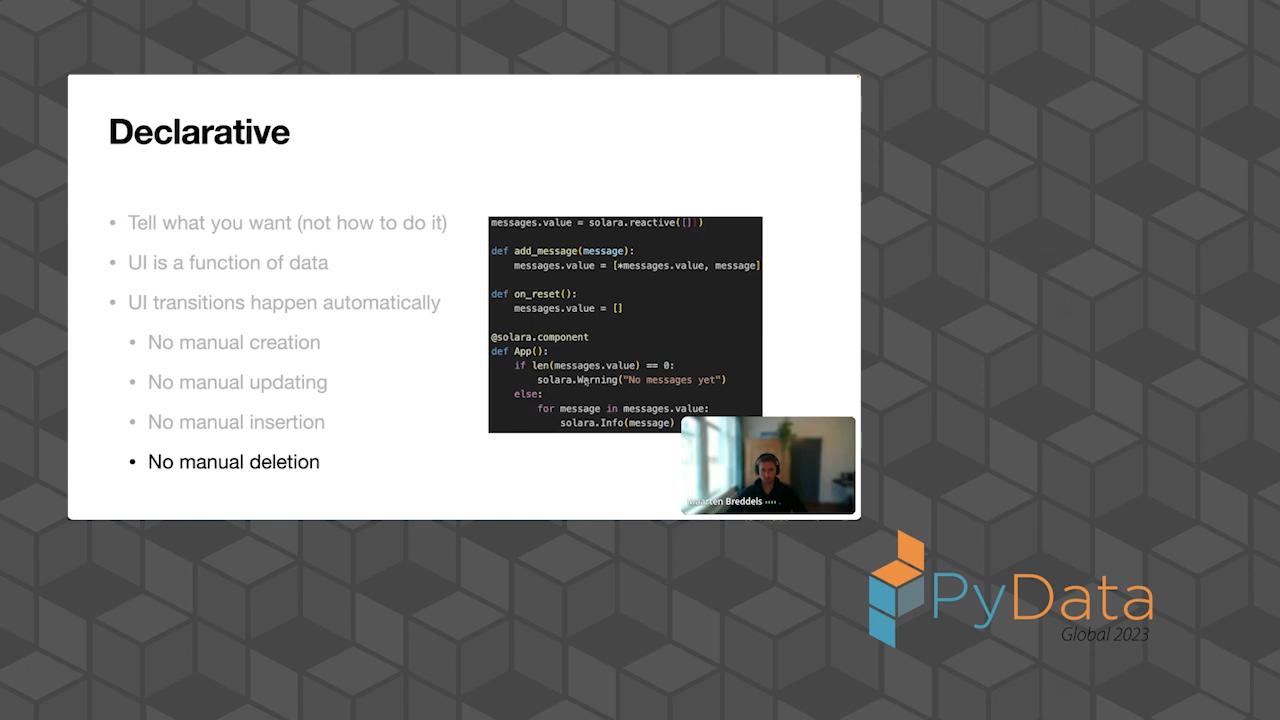 Declarative
• Tell what you want (not how to do it)
• UI is a function of data
• UI transitions happen automatically
• No manual creation
• No manual updating
• No manual insertion
• No manual deletion
messages.value = solara.reactive([])
def add_message(message):
messages.value = [*messages.value, message]
def on_reset():
messages.value = []
@solara.component
def App():
if len(messages.value) == 0:
solara.Warning("No messages yet")
else:
for message in messages.value:
solara.Info(message)
Maarten Breddels
PyData
Global 2023